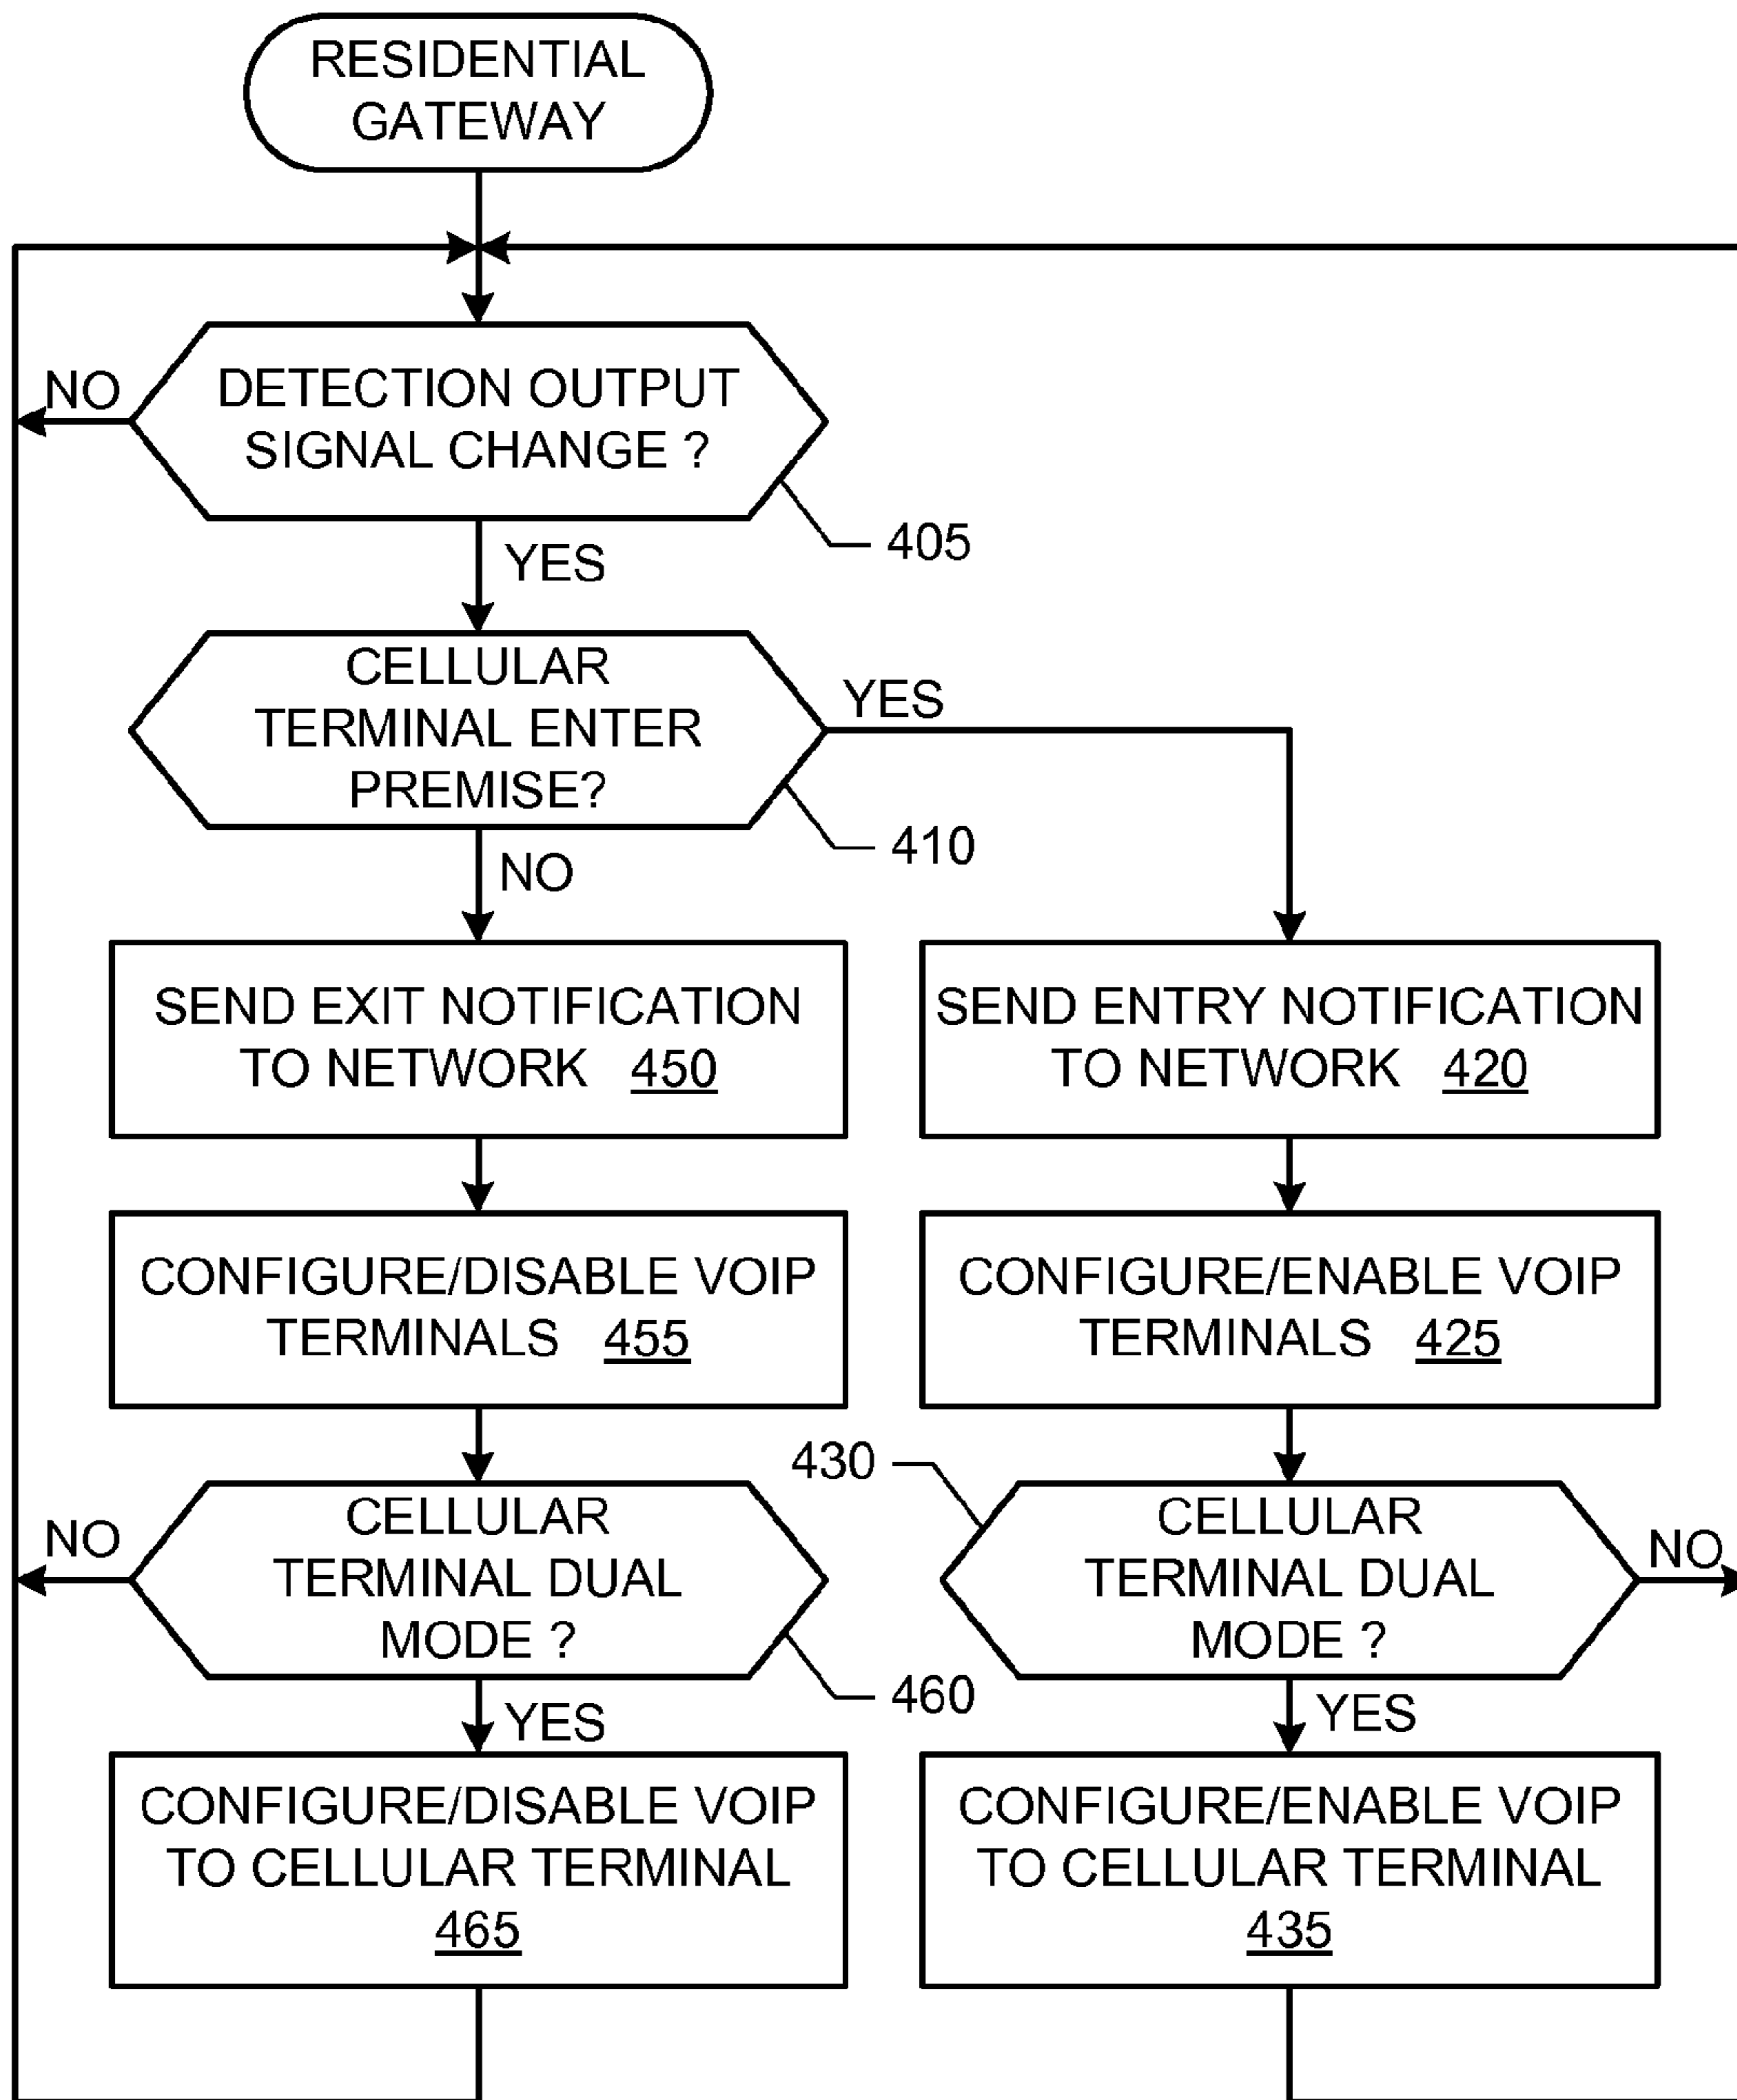 RESIDENTIAL
GATEWAY
NO
DETECTION OUTPUT
SIGNAL CHANGE ?
405
YES
CELLULAR
TERMINAL ENTER
PREMISE?
YES
410
NO
SEND EXIT NOTIFICATION
TO NETWORK 450
SEND ENTRY NOTIFICATION
TO NETWORK 420
CONFIGURE/DISABLE VOIP
TERMINALS 455
CONFIGURE/ENABLE VOIP
TERMINALS 425
NO
CELLULAR
TERMINAL DUAL
MODE ?
460
430
CELLULAR
TERMINAL DUAL
MODE ?
NO
YES
YES
CONFIGURE/DISABLE VOIP
TO CELLULAR TERMINAL
465
CONFIGURE/ENABLE VOIP
TO CELLULAR TERMINAL
435